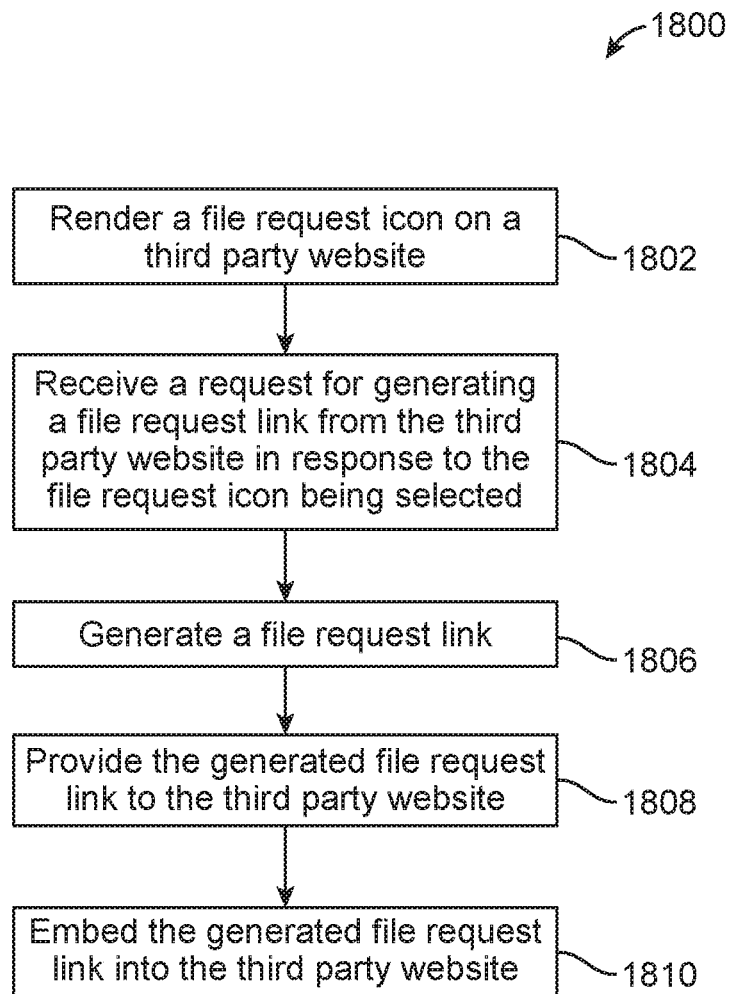 1800
Render a file request icon on a
third party website
1802
Receive a request for generating
a file request link from the third
party website in response to the
file request icon being selected
1804
Generate a file request link
1806
Provide the generated file request
link to the third party website
1808
Embed the generated file request
link into the third party website
1810